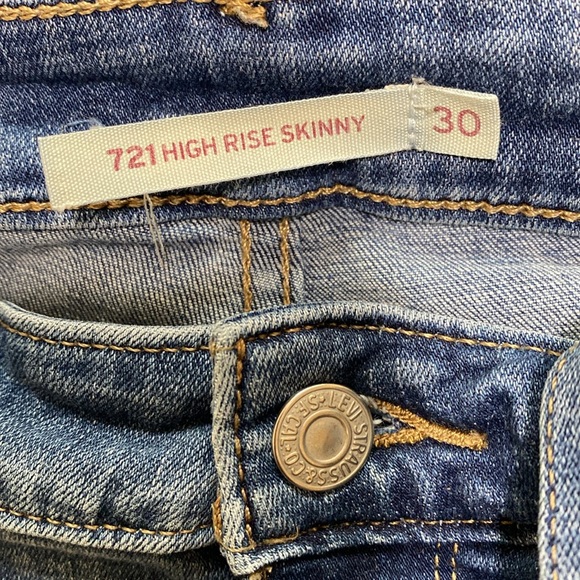 721 HIGH RISE SKINNY
30
LEVI STRAUSS & CO. S.F. CAL